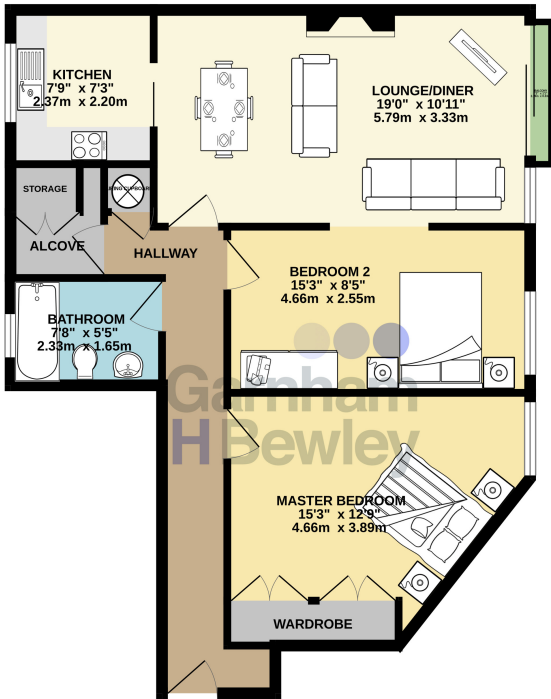 KITCHEN
7'9" x 7'3"
2.37m x 2.20m
LOUNGE/DINER
19'0" x 10'11"
5.79m x 3.33m
STORAGE
ALCOVE
HALLWAY
BEDROOM 2
15'3" x 8'5"
4.66m x 2.55m
BATHROOM
7'8" x 5'5"
2.33m x 1.65m
Garnham
H Bewley
MASTER BEDROOM
15'3" x 12'9"
4.66m x 3.89m
WARDROBE